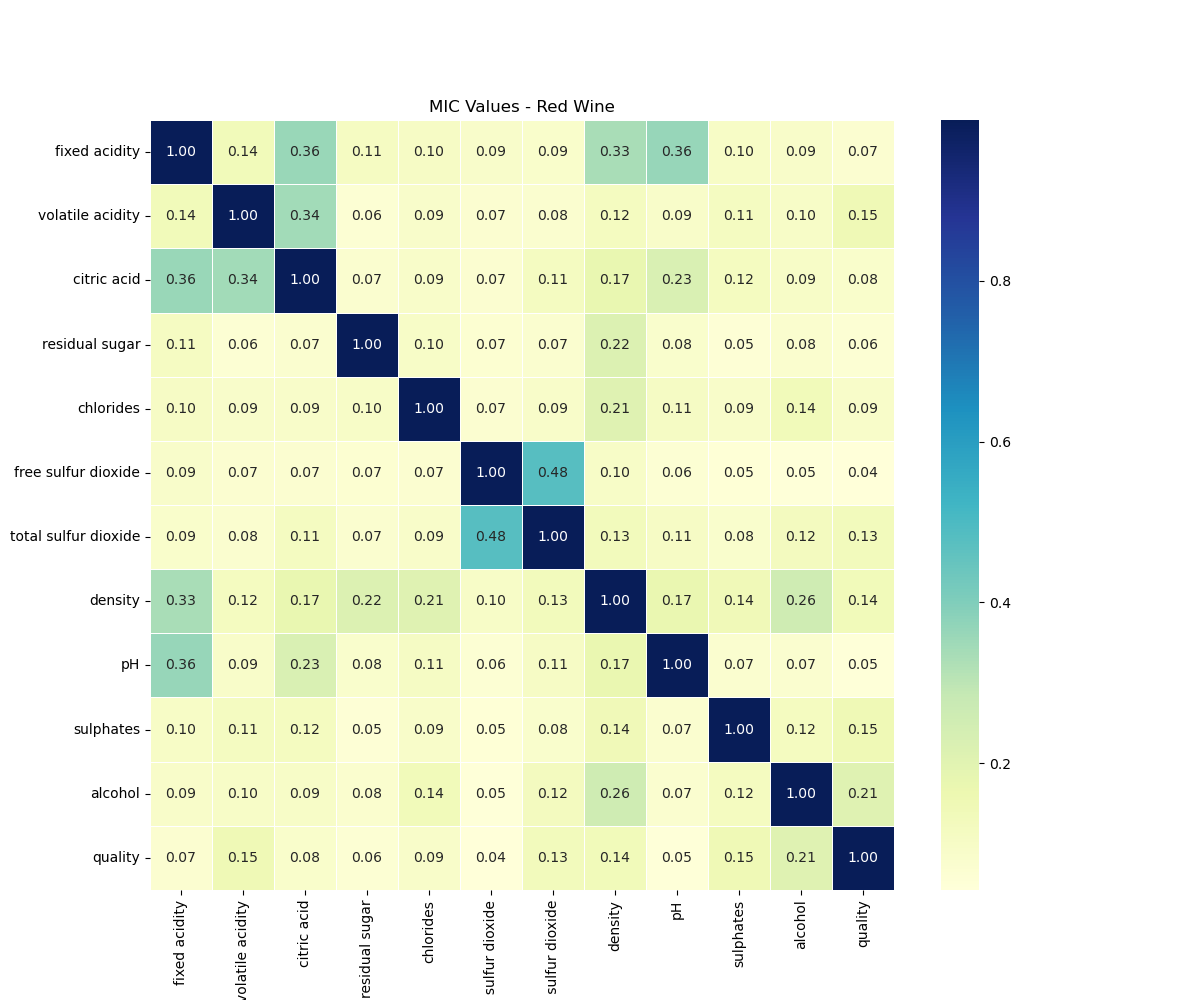 MIC Values - Red Wine
fixed acidity 1.00 0.14 0.36 0.11 0.10 0.09 0.09 0.33 0.36 0.10 0.09 0.07
volatile acidity 0.14 1.00 0.34 0.06 0.09 0.07 0.08 0.12 0.09 0.11 0.10 0.15
citric acid 0.36 0.34 1.00 0.07 0.09 0.07 0.11 0.17 0.23 0.12 0.09 0.08
0.8
residual sugar 0.11 0.06 0.07 1.00 0.10 0.07 0.07 0.22 0.08 0.05 0.08 0.06
chlorides 0.10 0.09 0.09 0.10 1.00 0.07 0.09 0.21 0.11 0.09 0.14 0.09
0.6
free sulfur dioxide 0.09 0.07 0.07 0.07 0.07 1.00 0.48 0.10 0.06 0.05 0.05 0.04
total sulfur dioxide 0.09 0.08 0.11 0.07 0.09 0.48 1.00 0.13 0.11 0.08 0.12 0.13
density 0.33 0.12 0.17 0.22 0.21 0.10 0.13 1.00 0.17 0.14 0.26 0.14
0.4
pH 0.36 0.09 0.23 0.08 0.11 0.06 0.11 0.17 1.00 0.07 0.07 0.05
sulphates 0.10 0.11 0.12 0.05 0.09 0.05 0.08 0.14 0.07 1.00 0.12 0.15
0.2
alcohol 0.09 0.10 0.09 0.08 0.14 0.05 0.12 0.26 0.07 0.12 1.00 0.21
quality 0.07 0.15 0.08 0.06 0.09 0.04 0.13 0.14 0.05 0.15 0.21 1.00
fixed acidity
volatile acidity
citric acid
residual sugar
chlorides
sulfur dioxide
sulfur dioxide
density
pH
sulphates
alcohol
quality